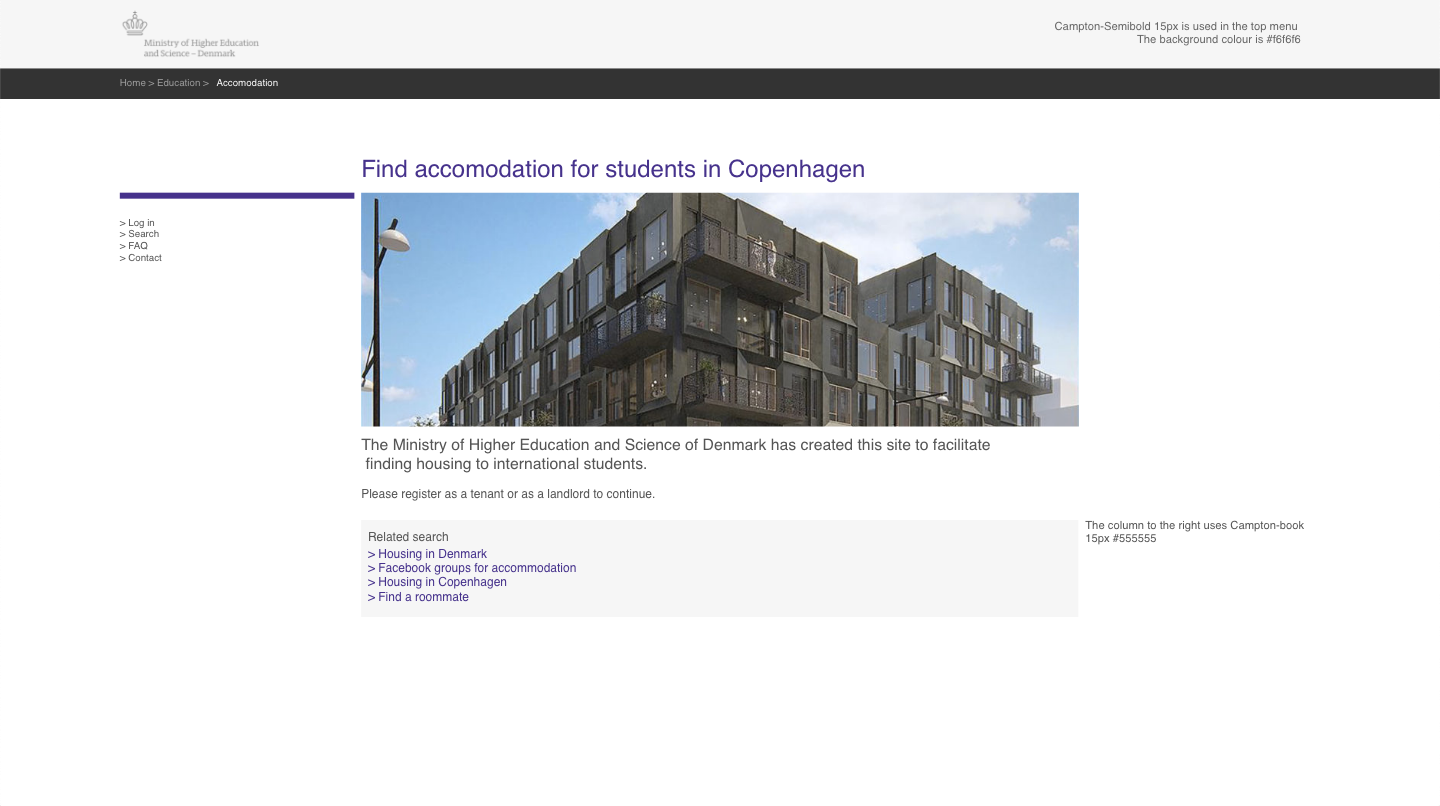 Ministry of Higher Education
and Science – Denmark
Campton-Semibold 15px is used in the top menu
The background colour is #f6f6f6
Home > Education > Accomodation
Find accomodation for students in Copenhagen
> Log in
> Search
> FAQ
> Contact
The Ministry of Higher Education and Science of Denmark has created this site to facilitate
finding housing to international students.
Please register as a tenant or as a landlord to continue.
Related search
> Housing in Denmark
> Facebook groups for accommodation
> Housing in Copenhagen
> Find a roommate
The column to the right uses Campton-book
15px #555555